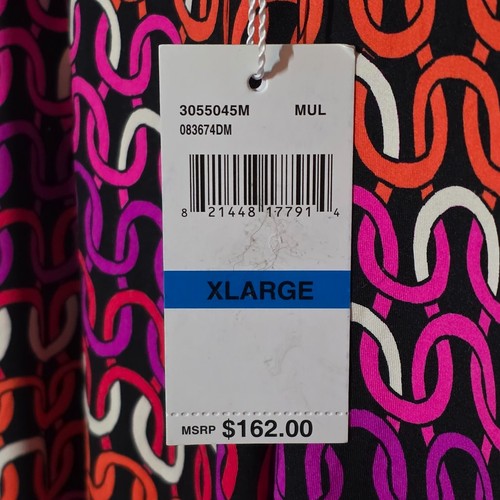 3055045M MUL
083674DM
8 21448 17791 4
XLARGE
MSRP $162.00